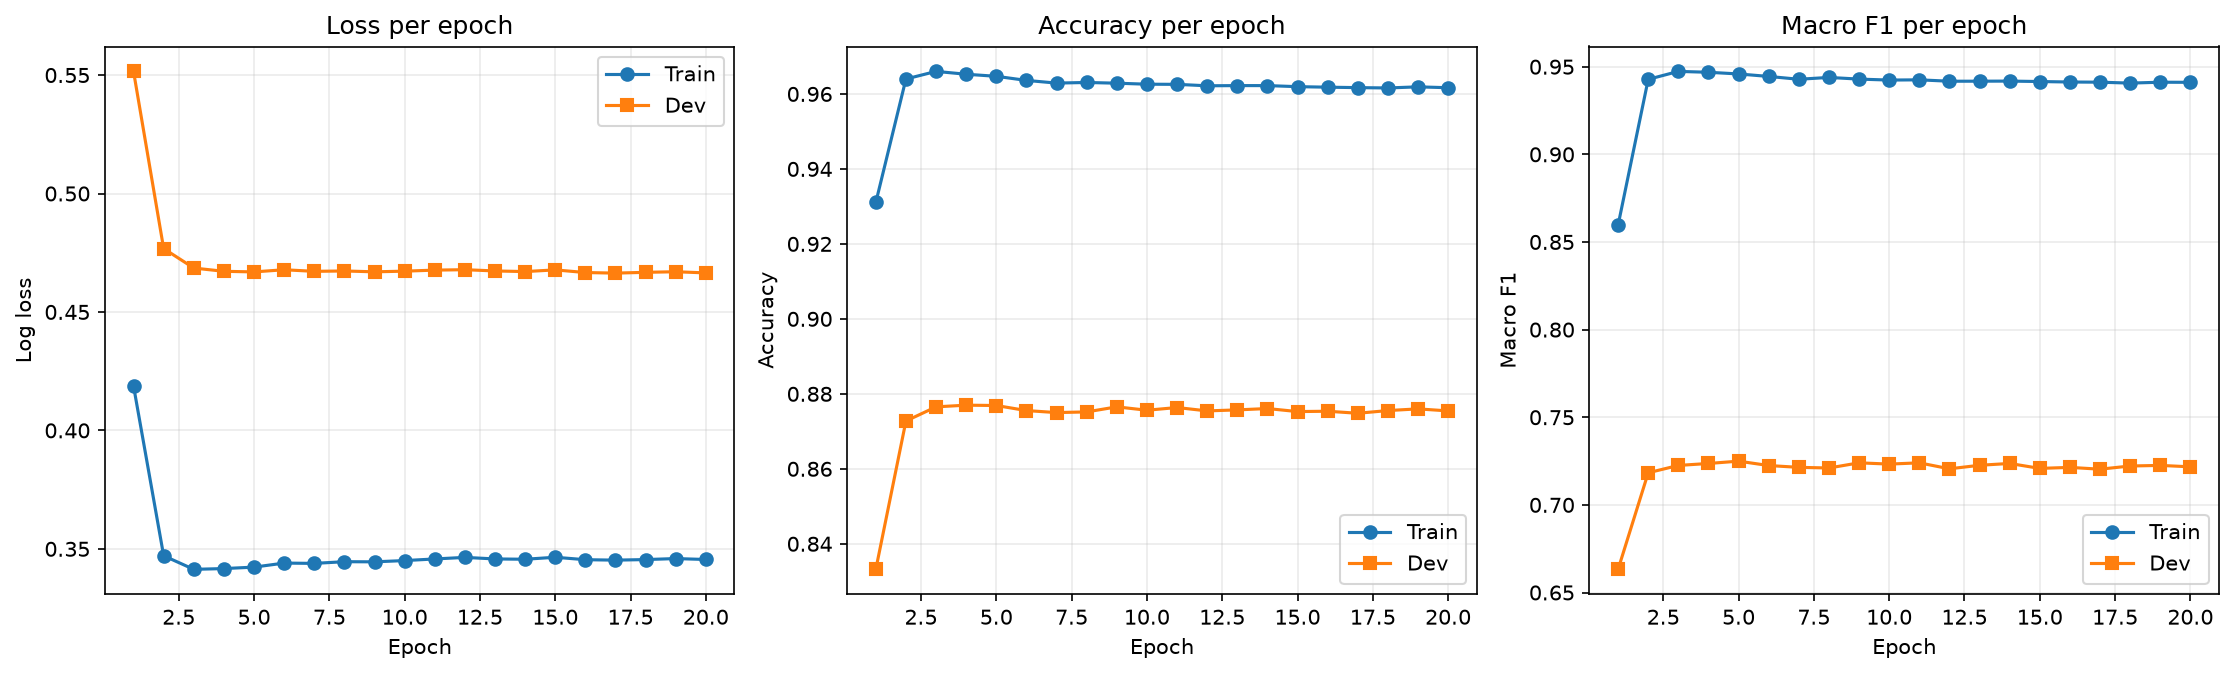 Loss per epoch
Log loss
0.55
0.50
0.45
0.40
0.35
2.5 5.0 7.5 10.0 12.5 15.0 17.5 20.0
Epoch
Train
Dev
Accuracy per epoch
Accuracy
0.96
0.94
0.92
0.90
0.88
0.86
0.84
2.5 5.0 7.5 10.0 12.5 15.0 17.5 20.0
Epoch
Train
Dev
Macro F1 per epoch
Macro F1
0.95
0.90
0.85
0.80
0.75
0.70
0.65
2.5 5.0 7.5 10.0 12.5 15.0 17.5 20.0
Epoch
Train
Dev